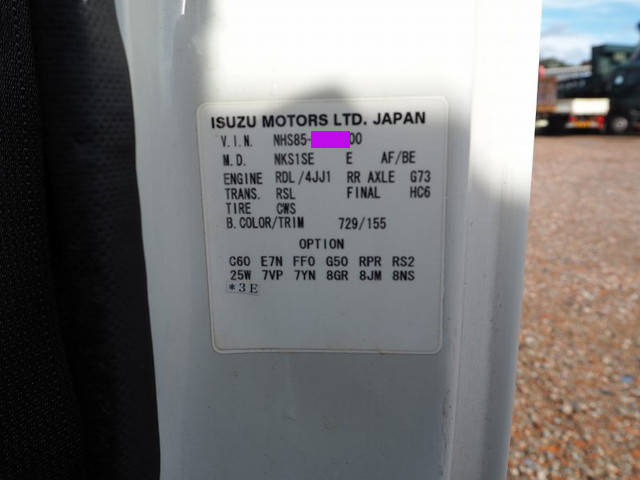 ISUZU MOTORS LTD. JAPAN
V.I.N. NHS85- 00
M.D. NKS1SE E AF/BE
ENGINE RDL/4JJ1 RR AXLE G73
TRANS. RSL FINAL HC6
TIRE CWS
B.COLOR/TRIM 729/155
OPTION
C60 E7N FF0 G50 RPR RS2
25W 7VP 7YN 8GR 8JM 8NS
*3E